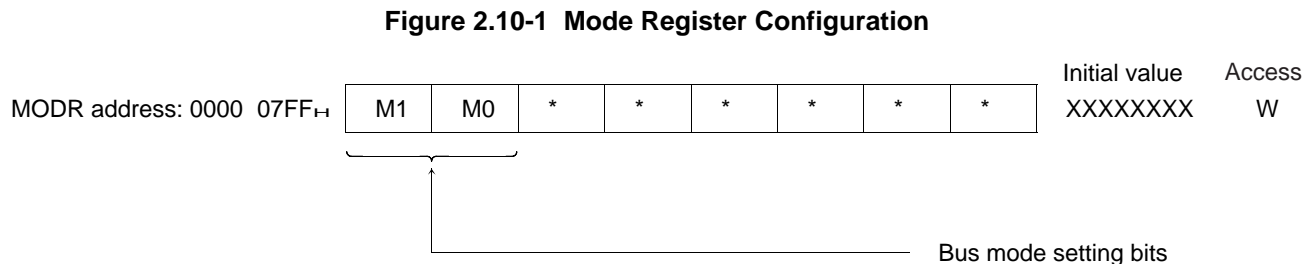 Figure 2.10-1 Mode Register Configuration
Initial value Access
MODR address: 0000 07FFH M1 M0 * * * * * * XXXXXXXX W
Bus mode setting bits